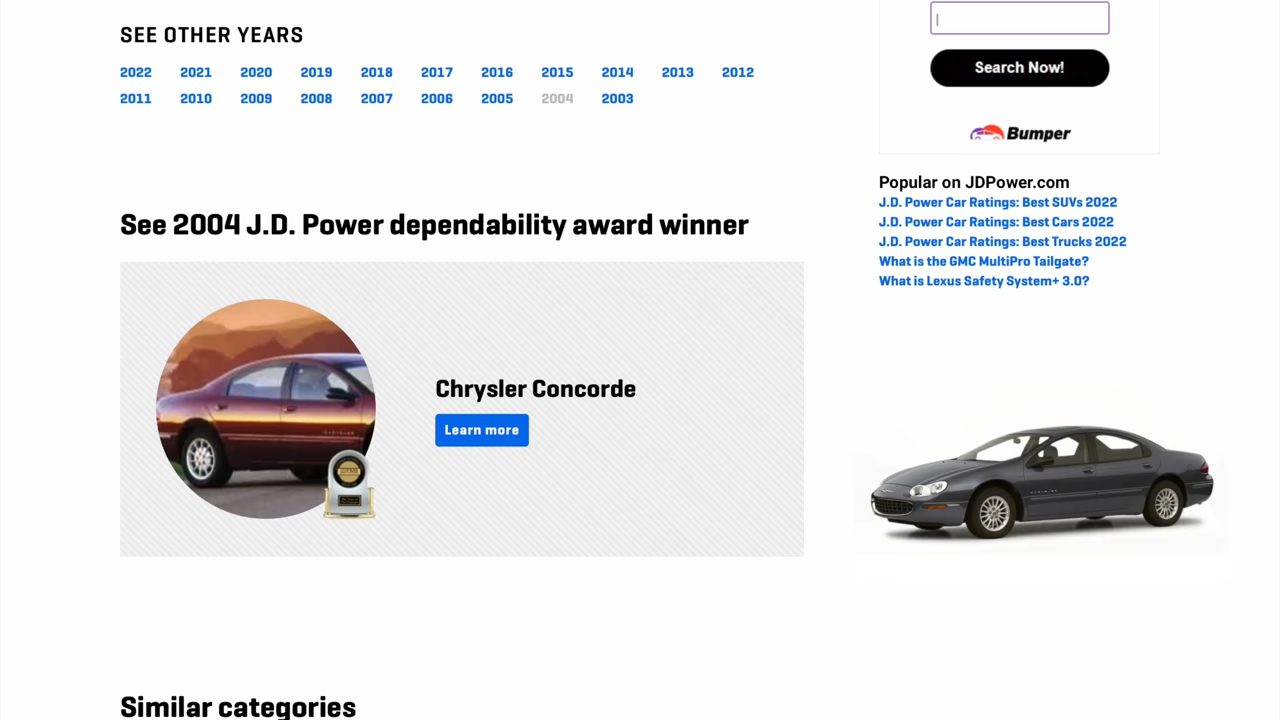 SEE OTHER YEARS
2022 2021 2020 2019 2018 2017 2016 2015 2014 2013 2012
2011 2010 2009 2008 2007 2006 2005 2004 2003
See 2004 J.D. Power dependability award winner
Chrysler Concorde
Learn more
Similar categories
Search Now!
Bumper
Popular on JDPower.com
J.D. Power Car Ratings: Best SUVs 2022
J.D. Power Car Ratings: Best Cars 2022
J.D. Power Car Ratings: Best Trucks 2022
What is the GMC MultiPro Tailgate?
What is Lexus Safety System+ 3.0?